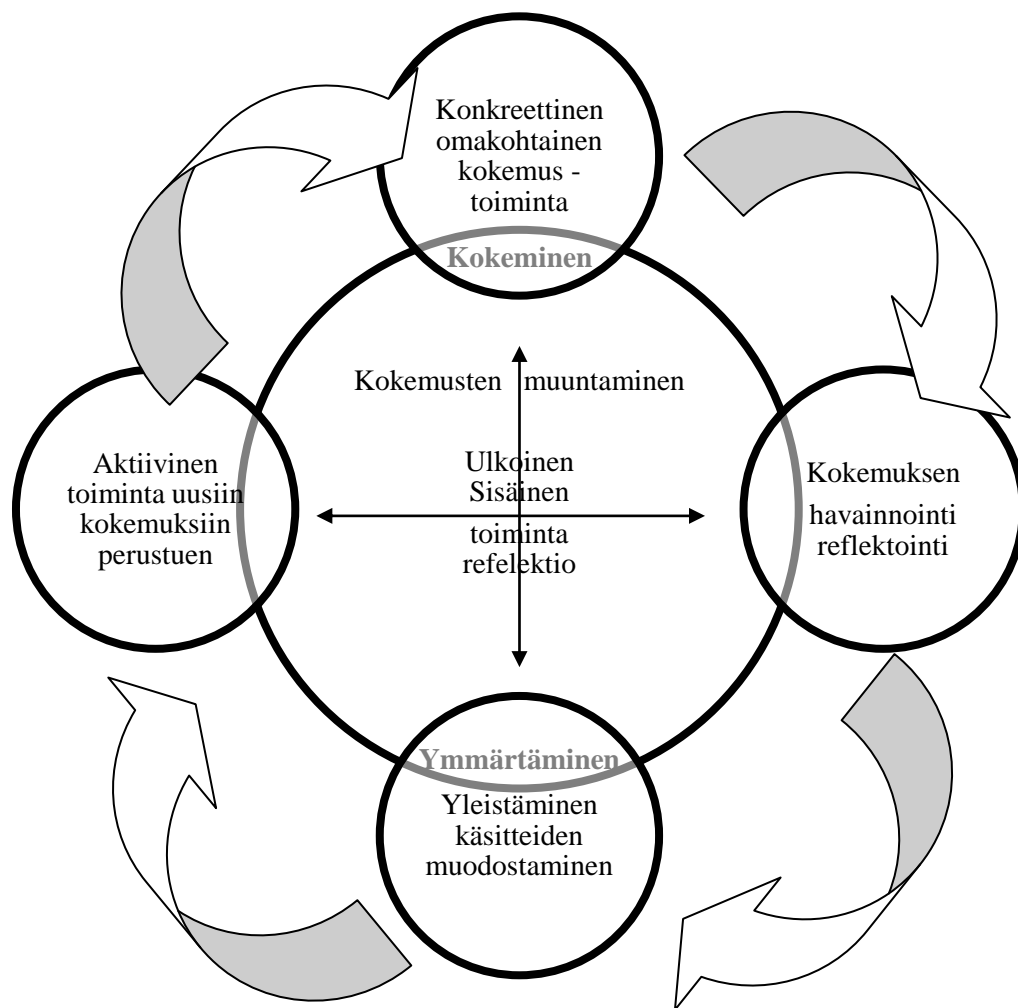 Konkreettinen
omakohtainen
kokemus -
toiminta
Kokeminen
Kokemusten muuntaminen
Aktiivinen
toiminta uusiin
kokemuksiin
perustuen
Ulkoinen
Sisäinen
toiminta
refelektio
Kokemuksen
havainnointi
reflektointi
Ymmärtäminen
Yleistäminen
käsitteiden
muodostaminen